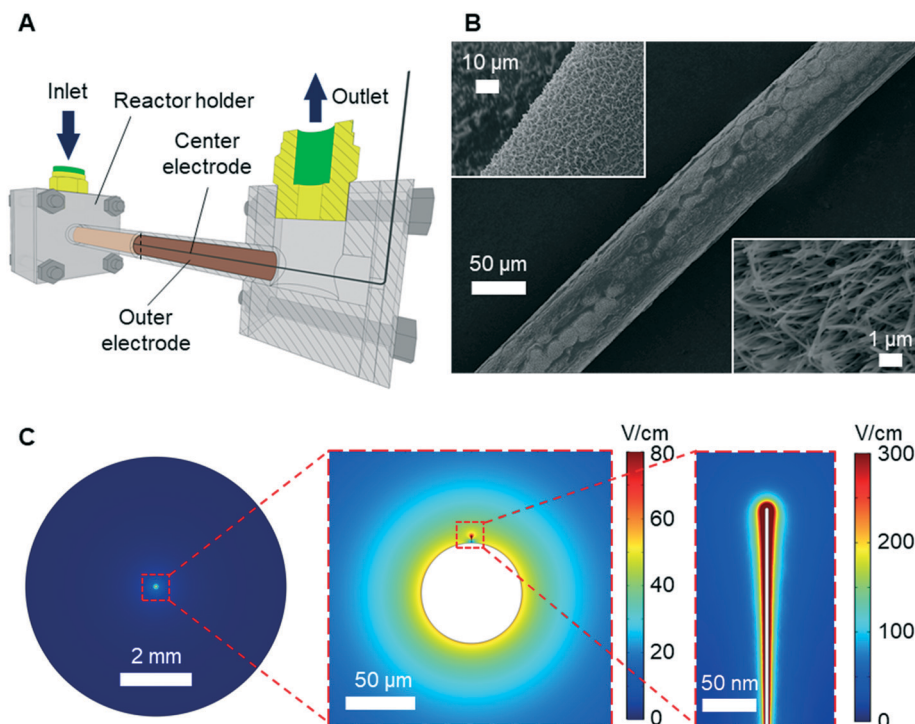 A
Inlet
Reactor holder
Center
electrode
Outlet
Outer
electrode
B
10 µm
50 µm
1 µm
C
2 mm
V/cm
80
60
40
20
0
50 µm
V/cm
300
200
100
0
50 nm